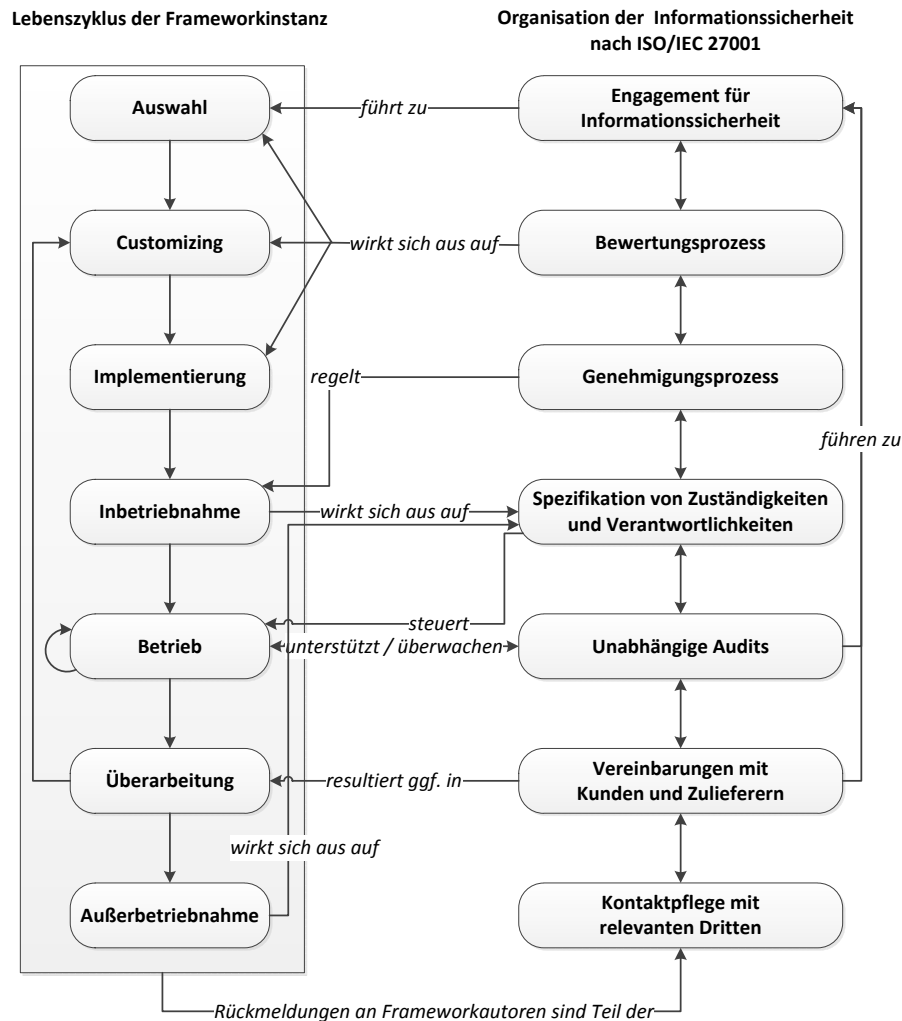 Lebenszyklus der Frameworkinstanz
Organisation der Informationssicherheit
nach ISO/IEC 27001
Auswahl
führt zu
Engagement für
Informationssicherheit
Customizing
wirkt sich aus auf
Bewertungsprozess
Implementierung
regelt
Genehmigungsprozess
führen zu
Inbetriebnahme
wirkt sich aus auf
Spezifikation von Zuständigkeiten
und Verantwortlichkeiten
steuert
Betrieb
unterstützt / überwachen
Unabhängige Audits
Überarbeitung
resultiert ggf. in
Vereinbarungen mit
Kunden und Zulieferern
wirkt sich aus auf
Außerbetriebnahme
Kontaktpflege mit
relevanten Dritten
Rückmeldungen an Frameworkautoren sind Teil der